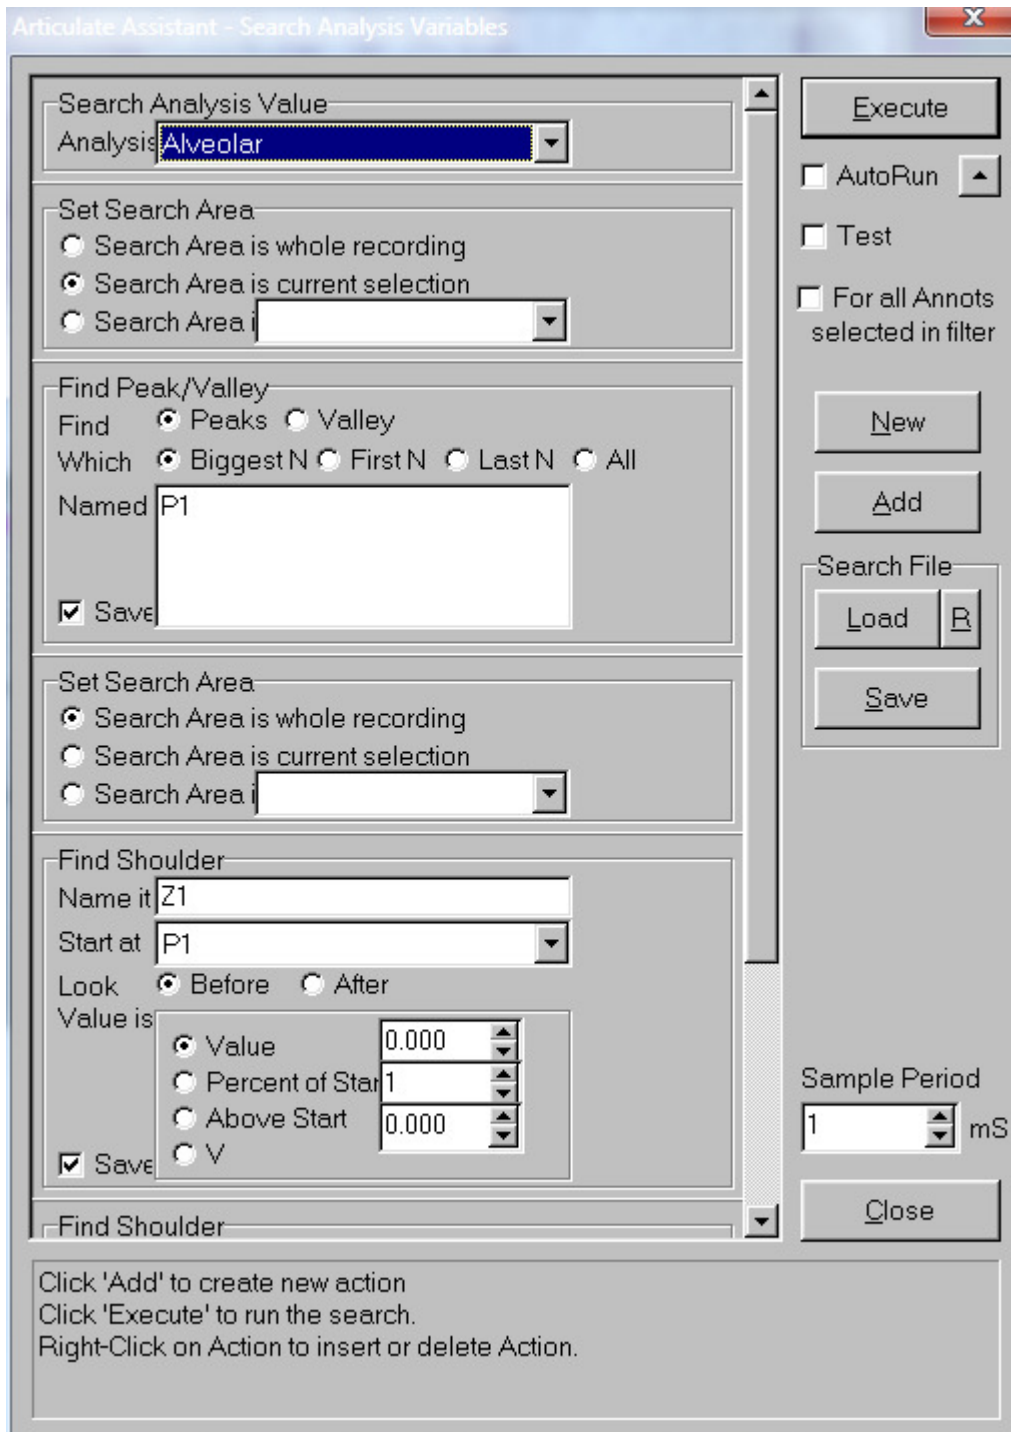 Articulate Assistant - Search Analysis Variables
X
Search Analysis Value
Analysis Alveolar
Set Search Area
Search Area is whole recording
Search Area is current selection
Search Area i
Find Peak/Valley
Find Peaks Valley
Which Biggest N First N Last N All
Named P1
Save
Set Search Area
Search Area is whole recording
Search Area is current selection
Search Area i
Find Shoulder
Name it Z1
Start at P1
Look Before After
Value is
Value 0.000
Percent of Star 1
Above Start 0.000
V
Save
Find Shoulder
Execute
AutoRun
Test
For all Annots
selected in filter
New
Add
Search File
Load R
Save
Sample Period
1 mS
Close
Click 'Add' to create new action
Click 'Execute' to run the search.
Right-Click on Action to insert or delete Action.